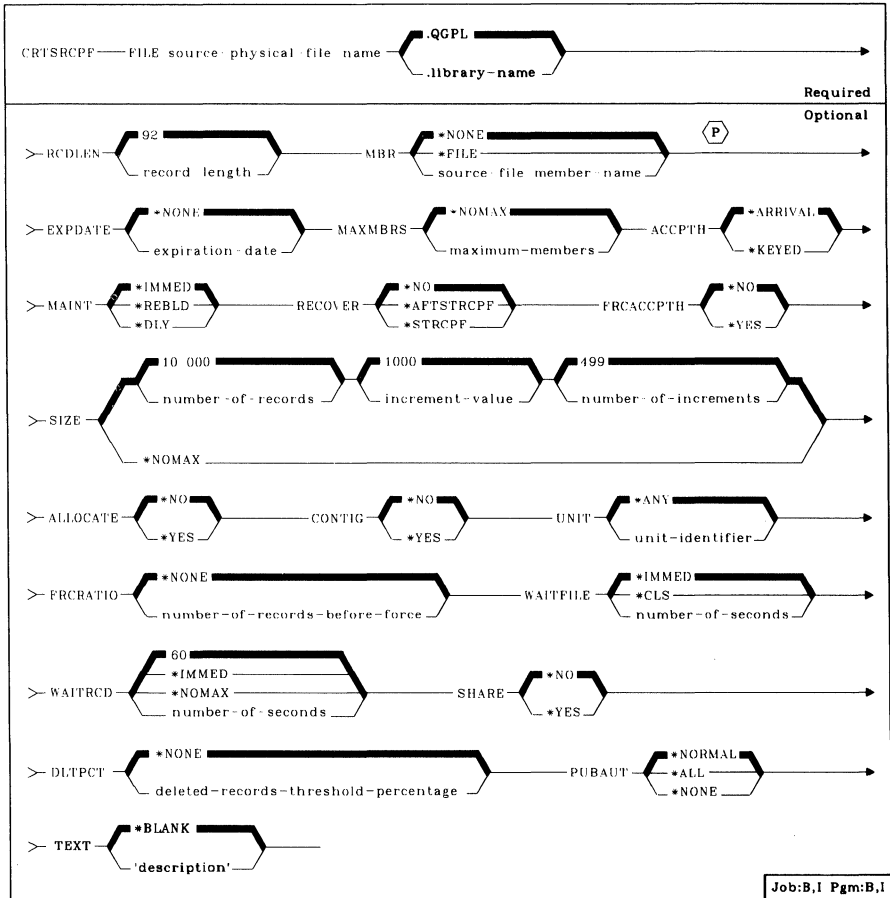 .QGPL
CRTSRCPF FILE source physical file name
.library-name
Required
Optional
92 *NONE P
RCDLEN MBR *FILE
record length source file member name
*NONE *NOMAX *ARRIVAL
EXPDATE MAXMBRS ACCPTH
expiration date maximum-members *KEYED
*IMMED *NO *NO
MAINT *REBLD RECOVER *AFTSTRCPF FRCACCPTH
*DLY *STRCPF *YES
10 000 1000 499
number-of-records increment-value number-of-increments
SIZE
*NOMAX
*NO *NO *ANY
ALLOCATE CONTIG UNIT
*YES *YES unit-identifier
*NONE *IMMED
FRCRATIO WAITFILE *CLS
number-of-records-before-force number-of-seconds
60
*IMMED *NO
WAITRCD *NOMAX SHARE
number-of-seconds *YES
*NONE *NORMAL
DLTPCT PUBAUT *ALL
deleted-records-threshold-percentage *NONE
*BLANK
TEXT
'description'
Job:B,I Pgm:B,I